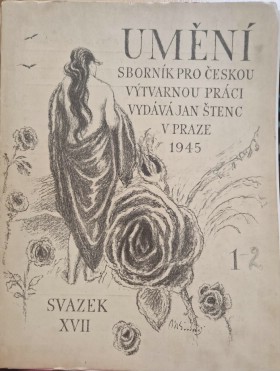 UMĚNÍ
SBORNÍK PRO ČESKOU
VÝTVARNOU PRÁCI
VYDÁVÁ JAN ŠTENC
V PRAZE
1945
1-2
SVAZEK
XVII